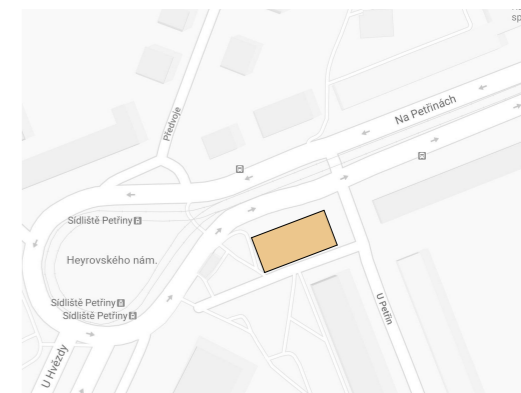 Na Petřinách
Předvoje
Sídliště Petřiny
Heyrovského nám.
Sídliště Petřiny
Sídliště Petřiny
U Petřin
U Hvězdy